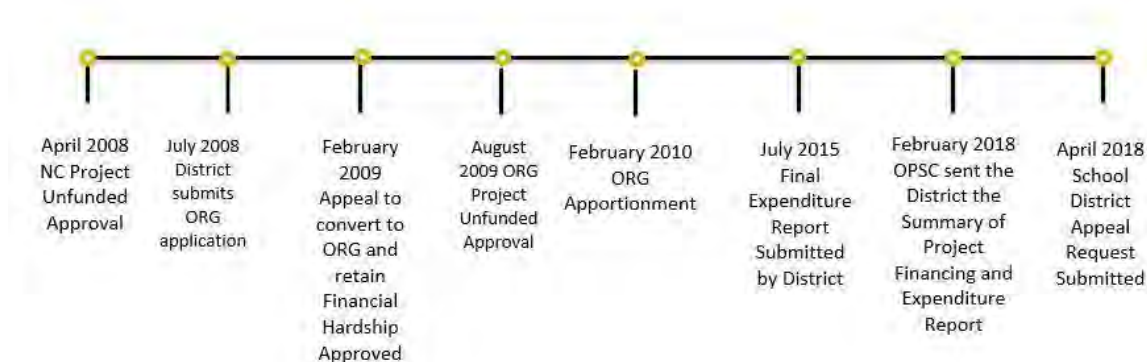 April 2008
NC Project
Unfunded
Approval
July 2008
District
submits
ORG
application
February
2009
Appeal to
convert to
ORG and
retain
Financial
Hardship
Approved
August
2009 ORG
Project
Unfunded
Approval
February 2010
ORG
Apportionment
July 2015
Final
Expenditure
Report
Submitted
by District
February 2018
OPSC sent the
District the
Summary of
Project
Financing and
Expenditure
Report
April 2018
School
District
Appeal
Request
Submitted